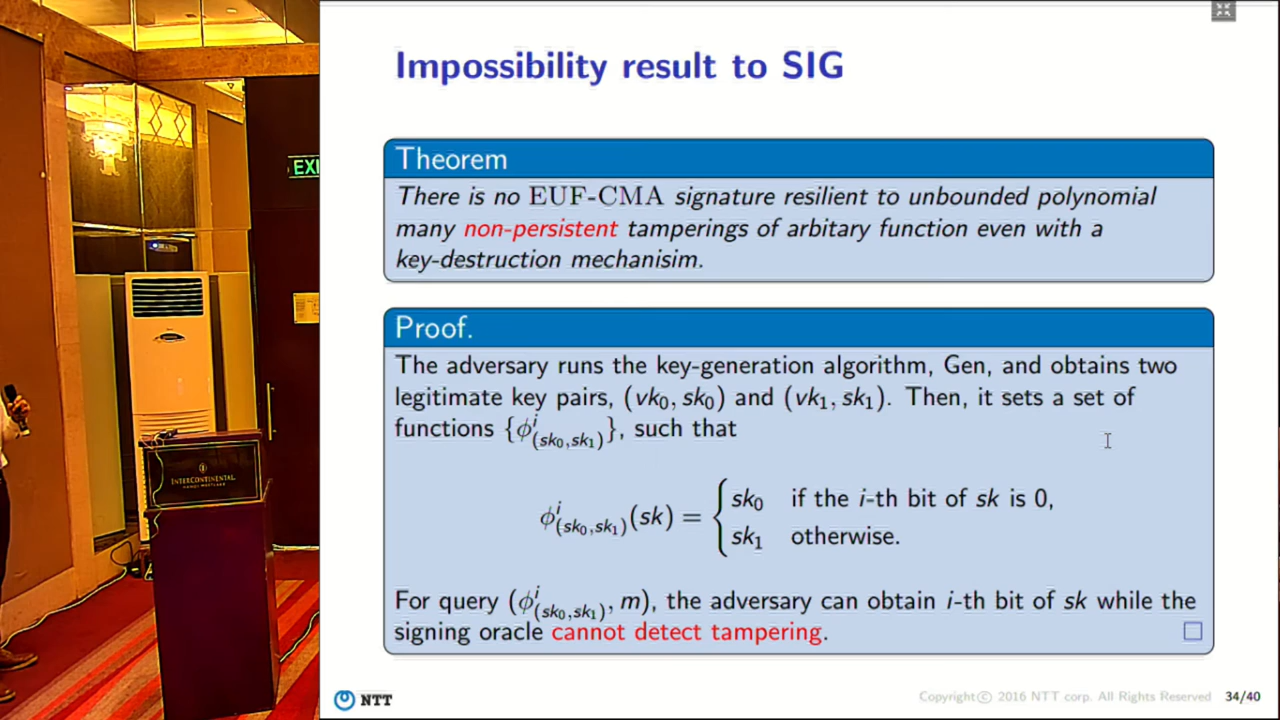 Impossibility result to SIG
Theorem
There is no EUF-CMA signature resilient to unbounded polynomial
many non-persistent tamperings of arbitary function even with a
key-destruction mechanisim.
Proof.
The adversary runs the key-generation algorithm, Gen, and obtains two
legitimate key pairs, (vk₀, sk₀) and (vk₁, sk₁). Then, it sets a set of
functions {ϕⁱ₍sk₀,sk₁₎}, such that
ϕⁱ₍sk₀,sk₁₎(sk) = { sk₀ if the i-th bit of sk is 0,
sk₁ otherwise.
For query (ϕⁱ₍sk₀,sk₁₎, m), the adversary can obtain i-th bit of sk while the
signing oracle cannot detect tampering.
NTT
Copyright© 2016 NTT corp. All Rights Reserved 34/40
EXI
INTERCONTINENTAL